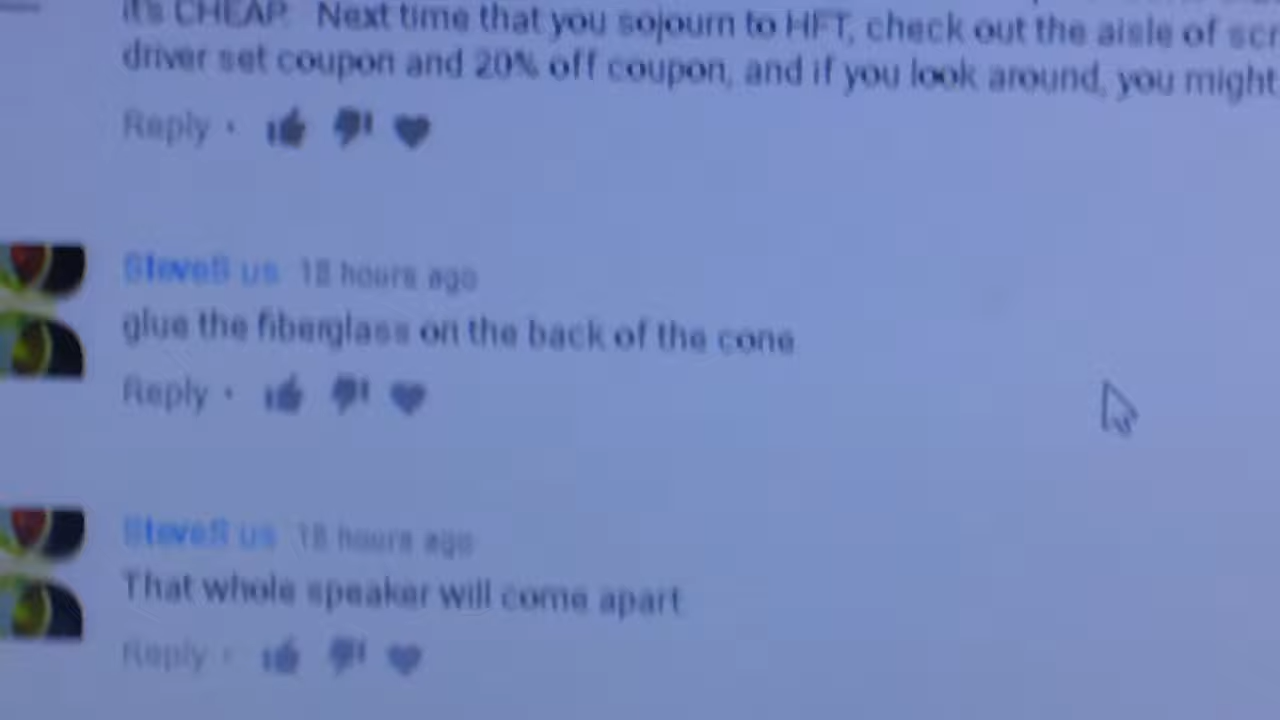 it's CHEAP. Next time that you sojourn to HFT, check out the aisle of scr
driver set coupon and 20% off coupon, and if you look around, you might
Reply •
SteveS us 18 hours ago
glue the fiberglass on the back of the cone
Reply •
SteveS us 18 hours ago
That whole speaker will come apart
Reply •